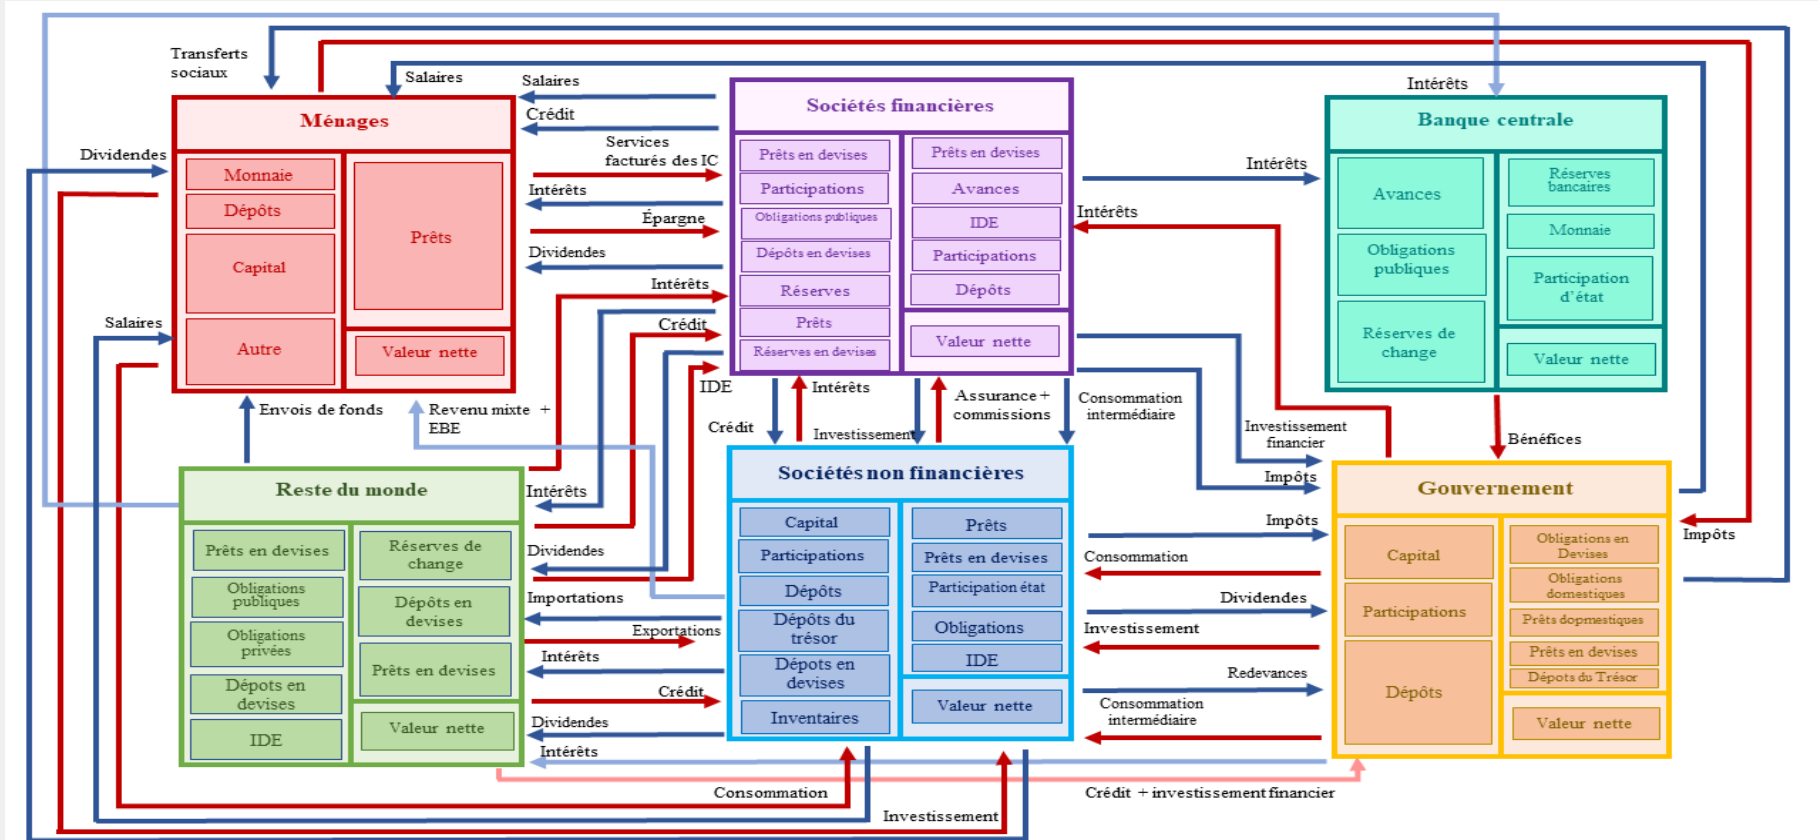 Transferts
sociaux
Salaires
Salaires
Crédit
Services
facturés des IC
Intérêts
Épargne
Dividendes
Intérêts
Crédit
IDE
Dividendes
Salaires
Ménages
Monnaie
Dépôts
Capital
Autre
Prêts
Valeur nette
Sociétés financières
Prêts en devises
Participations
Obligations publiques
Dépôts en devises
Réserves
Prêts
Réserves en devises
Prêts en devises
Avances
IDE
Participations
Dépôts
Valeur nette
Intérêts
Intérêts
Intérêts
Banque centrale
Avances
Obligations
publiques
Réserves de
change
Réserves
bancaires
Monnaie
Participation
d'état
Valeur nette
Envois de fonds
Revenu mixte +
EBE
Crédit
Intérêts
Investissement
Assurance +
commissions
Consommation
intermédiaire
Investissement
financier
Impôts
Bénéfices
Reste du monde
Prêts en devises
Obligations
publiques
Obligations
privées
Dépots en
devises
IDE
Réserves de
change
Dépôts en
devises
Prêts en devises
Valeur nette
Intérêts
Dividendes
Importations
Exportations
Intérêts
Crédit
Dividendes
Intérêts
Sociétés non financières
Capital
Participations
Dépôts
Dépôts du
trésor
Dépots en
devises
Inventaires
Prêts
Prêts en devises
Participation état
Obligations
IDE
Valeur nette
Impôts
Consommation
Dividendes
Investissement
Redevances
Consommation
intermédiaire
Gouvernement
Capital
Participations
Dépôts
Obligations en
Devises
Obligations
domestiques
Prêts dopmestiques
Prêts en devises
Dépots du Trésor
Valeur nette
Impôts
Consommation
Investissement
Crédit + investissement financier